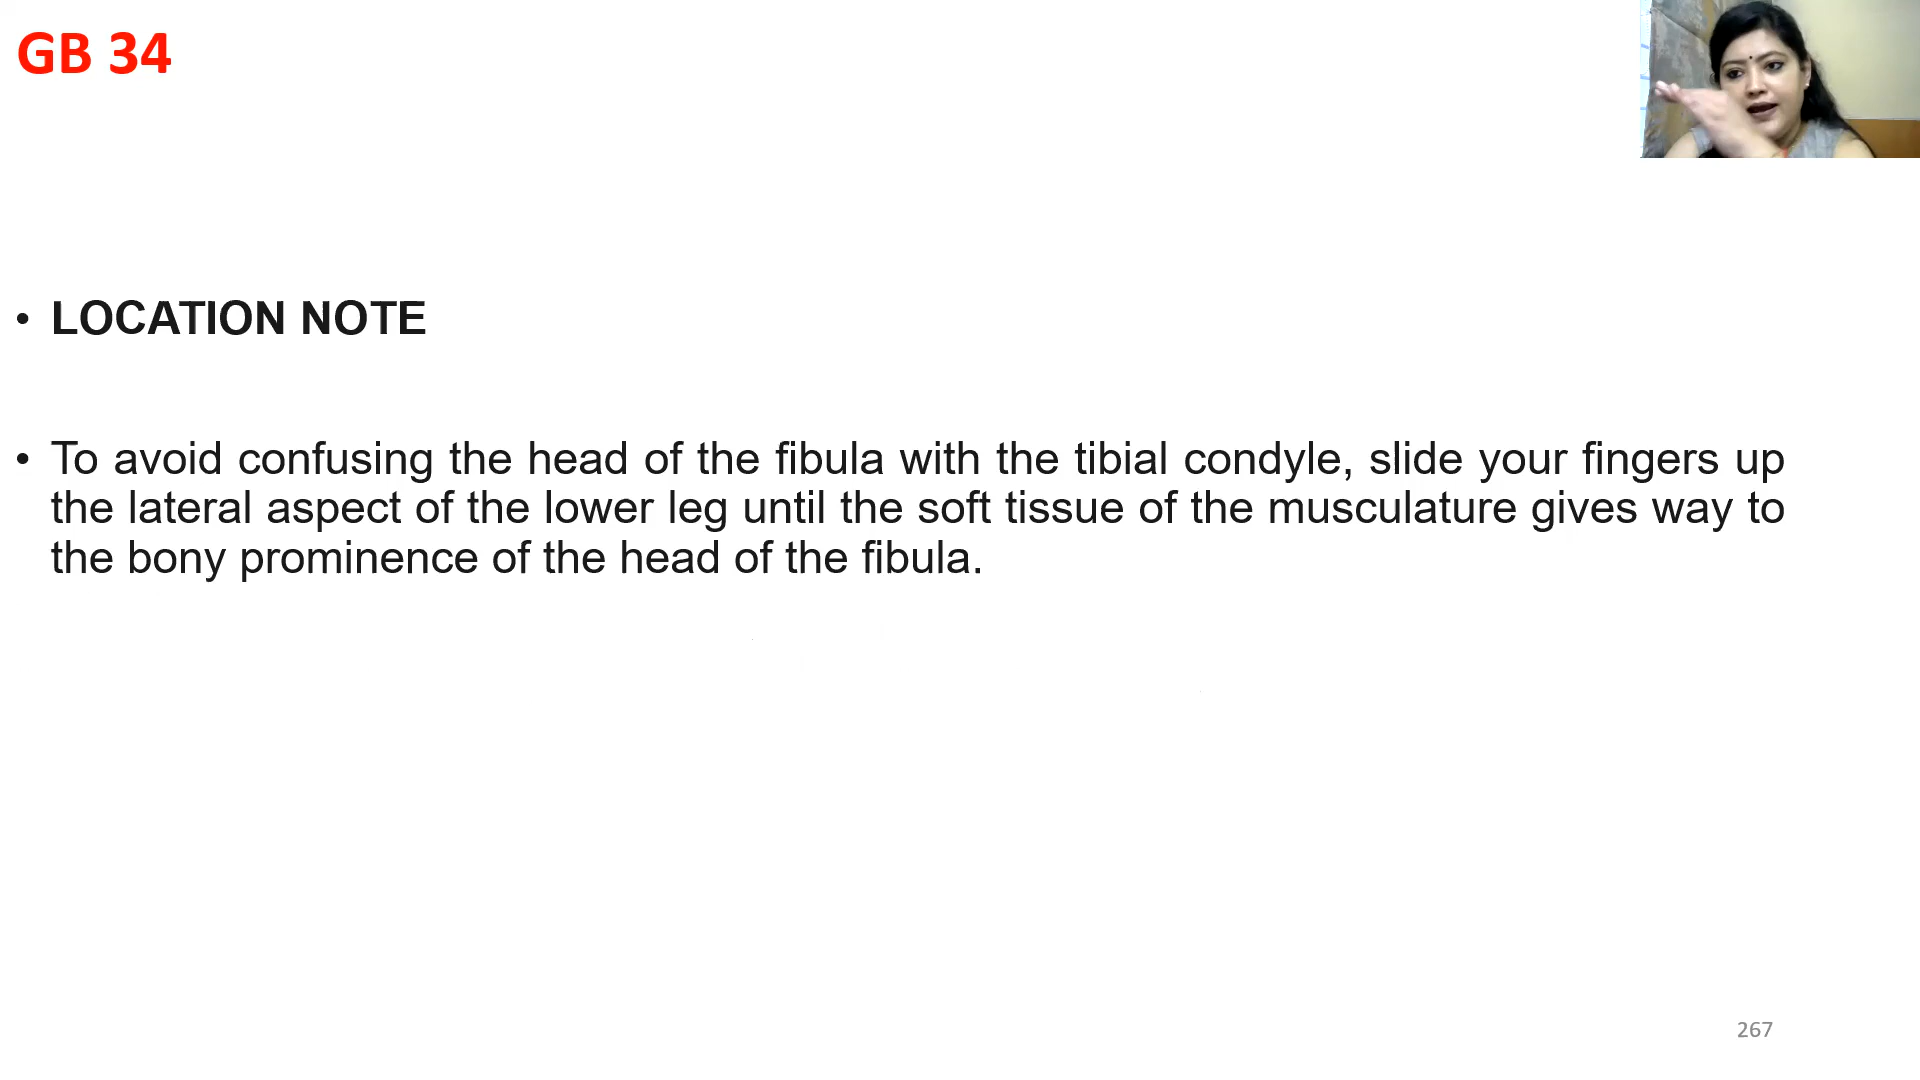 GB 34
• LOCATION NOTE
• To avoid confusing the head of the fibula with the tibial condyle, slide your fingers up
the lateral aspect of the lower leg until the soft tissue of the musculature gives way to
the bony prominence of the head of the fibula.
267